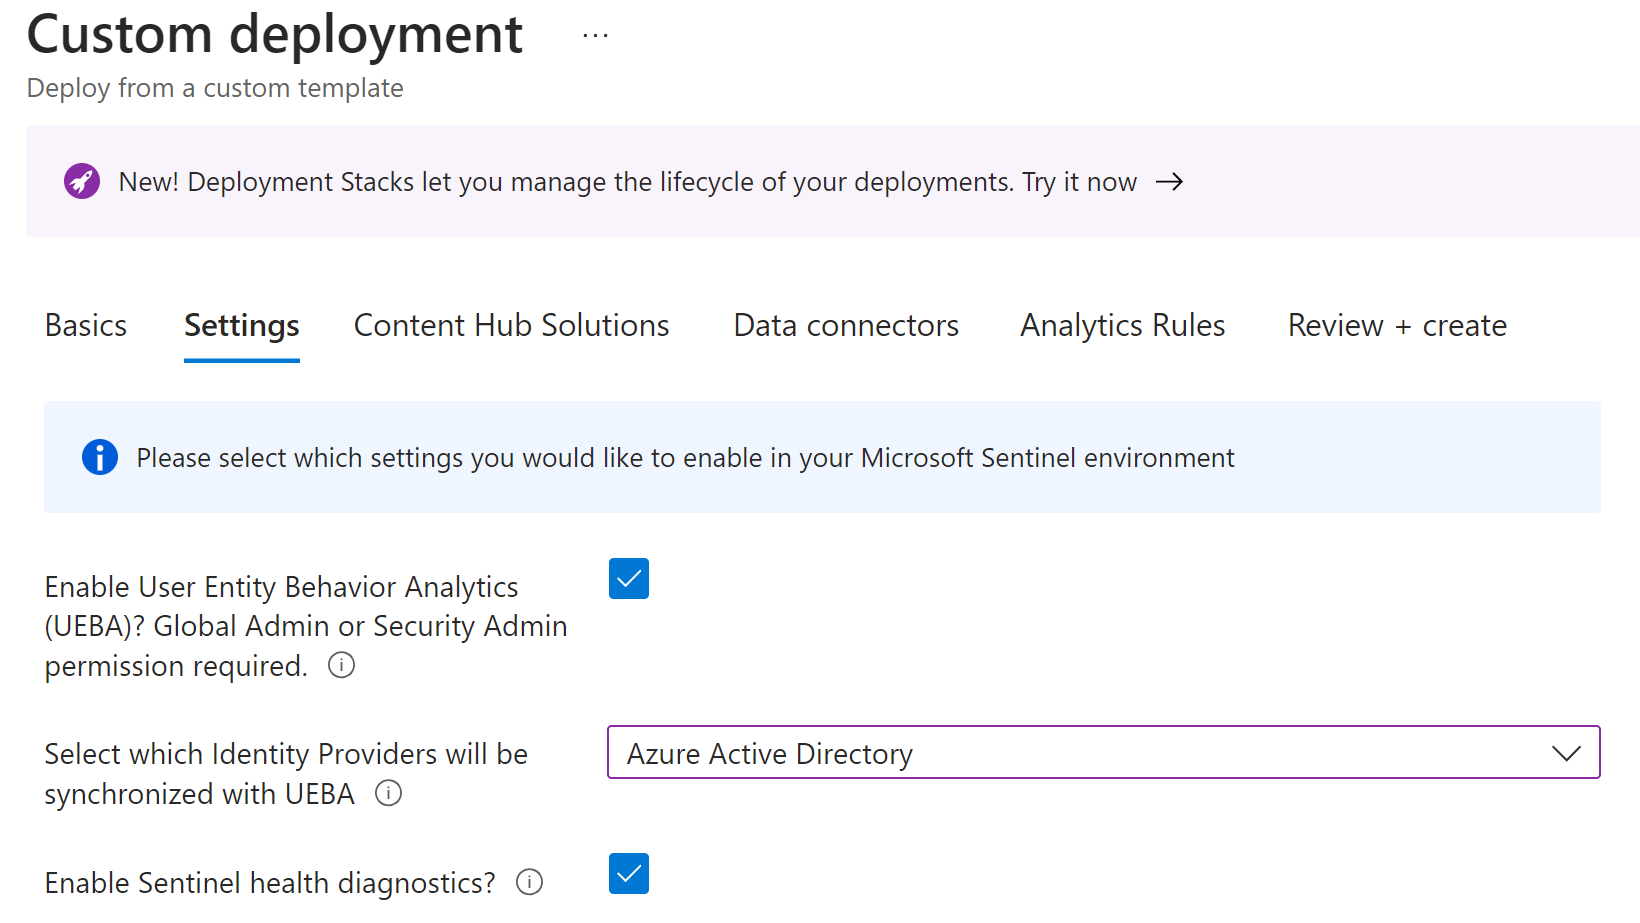 Custom deployment ...
Deploy from a custom template
New! Deployment Stacks let you manage the lifecycle of your deployments. Try it now →
Basics Settings Content Hub Solutions Data connectors Analytics Rules Review + create
Please select which settings you would like to enable in your Microsoft Sentinel environment
Enable User Entity Behavior Analytics
(UEBA)? Global Admin or Security Admin
permission required.
Select which Identity Providers will be
synchronized with UEBA
Azure Active Directory
Enable Sentinel health diagnostics?